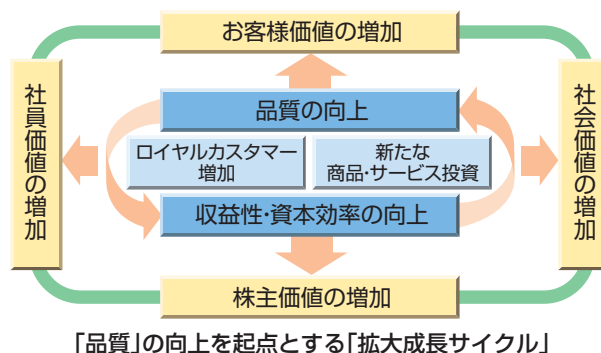 お客様価値の増加
社員価値の増加
品質の向上
ロイヤルカスタマー
増加
新たな
商品・サービス投資
収益性・資本効率の向上
社会価値の増加
株主価値の増加
「品質」の向上を起点とする「拡大成長サイクル」